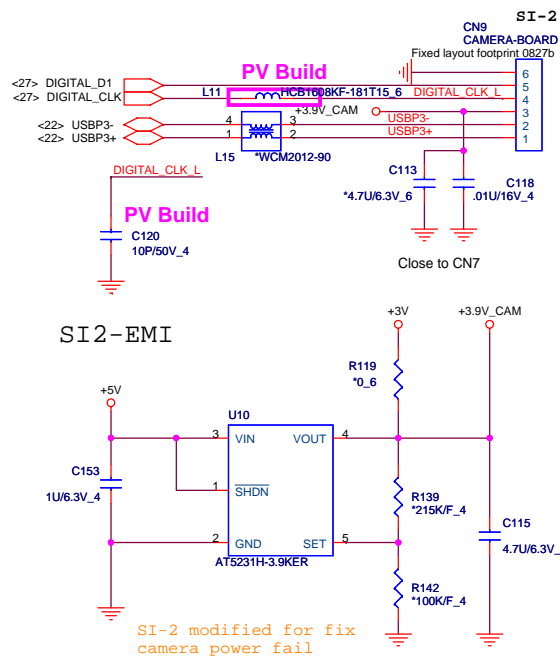 SI-2
CN9
CAMERA-BOARD
Fixed layout footprint 0827b
PV Build
<27> DIGITAL_D1
<27> DIGITAL_CLK
L11
HCB1608KF-181T15_6
DIGITAL_CLK_L
6
5
4
3
2
1
+3.9V_CAM
<22> USBP3-
<22> USBP3+
4
3
1
2
USBP3-
USBP3+
L15
*WCM2012-90
DIGITAL_CLK_L
C113
*4.7U/6.3V_6
C118
.01U/16V_4
PV Build
C120
10P/50V_4
Close to CN7
SI2-EMI
+3V
+3.9V_CAM
R119
*0_6
+5V
U10
3
VIN
VOUT
4
C153
1U/6.3V_4
1
SHDN
R139
*215K/F_4
2
GND
SET
5
AT5231H-3.9KER
C115
4.7U/6.3V_
R142
*100K/F_4
SI-2 modified for fix
camera power fail